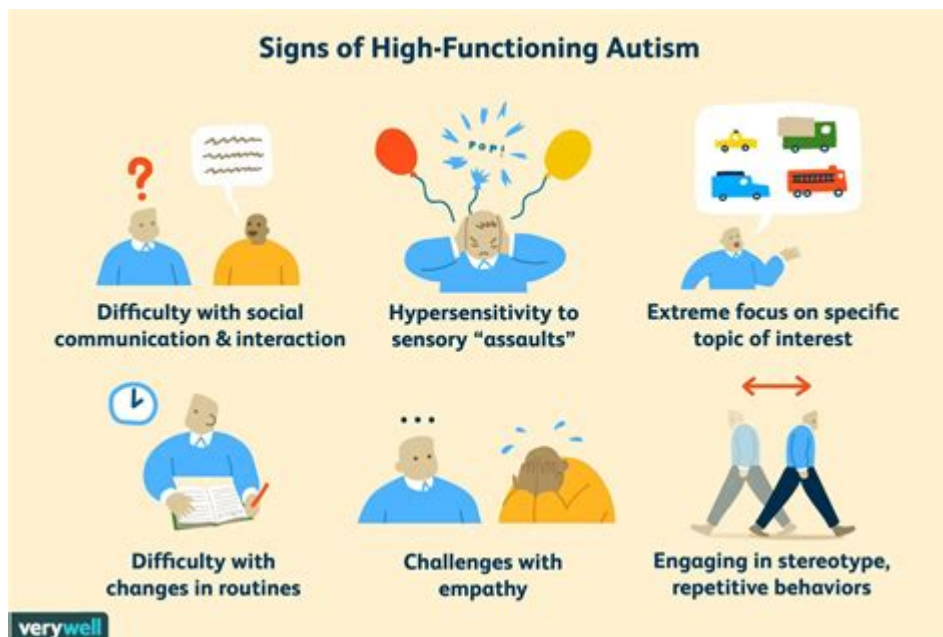 Signs of High-Functioning Autism
?
POP!
Difficulty with social
communication & interaction
Hypersensitivity to
sensory “assaults”
Extreme focus on specific
topic of interest
...
Difficulty with
changes in routines
Challenges with
empathy
Engaging in stereotype,
repetitive behaviors
verywell